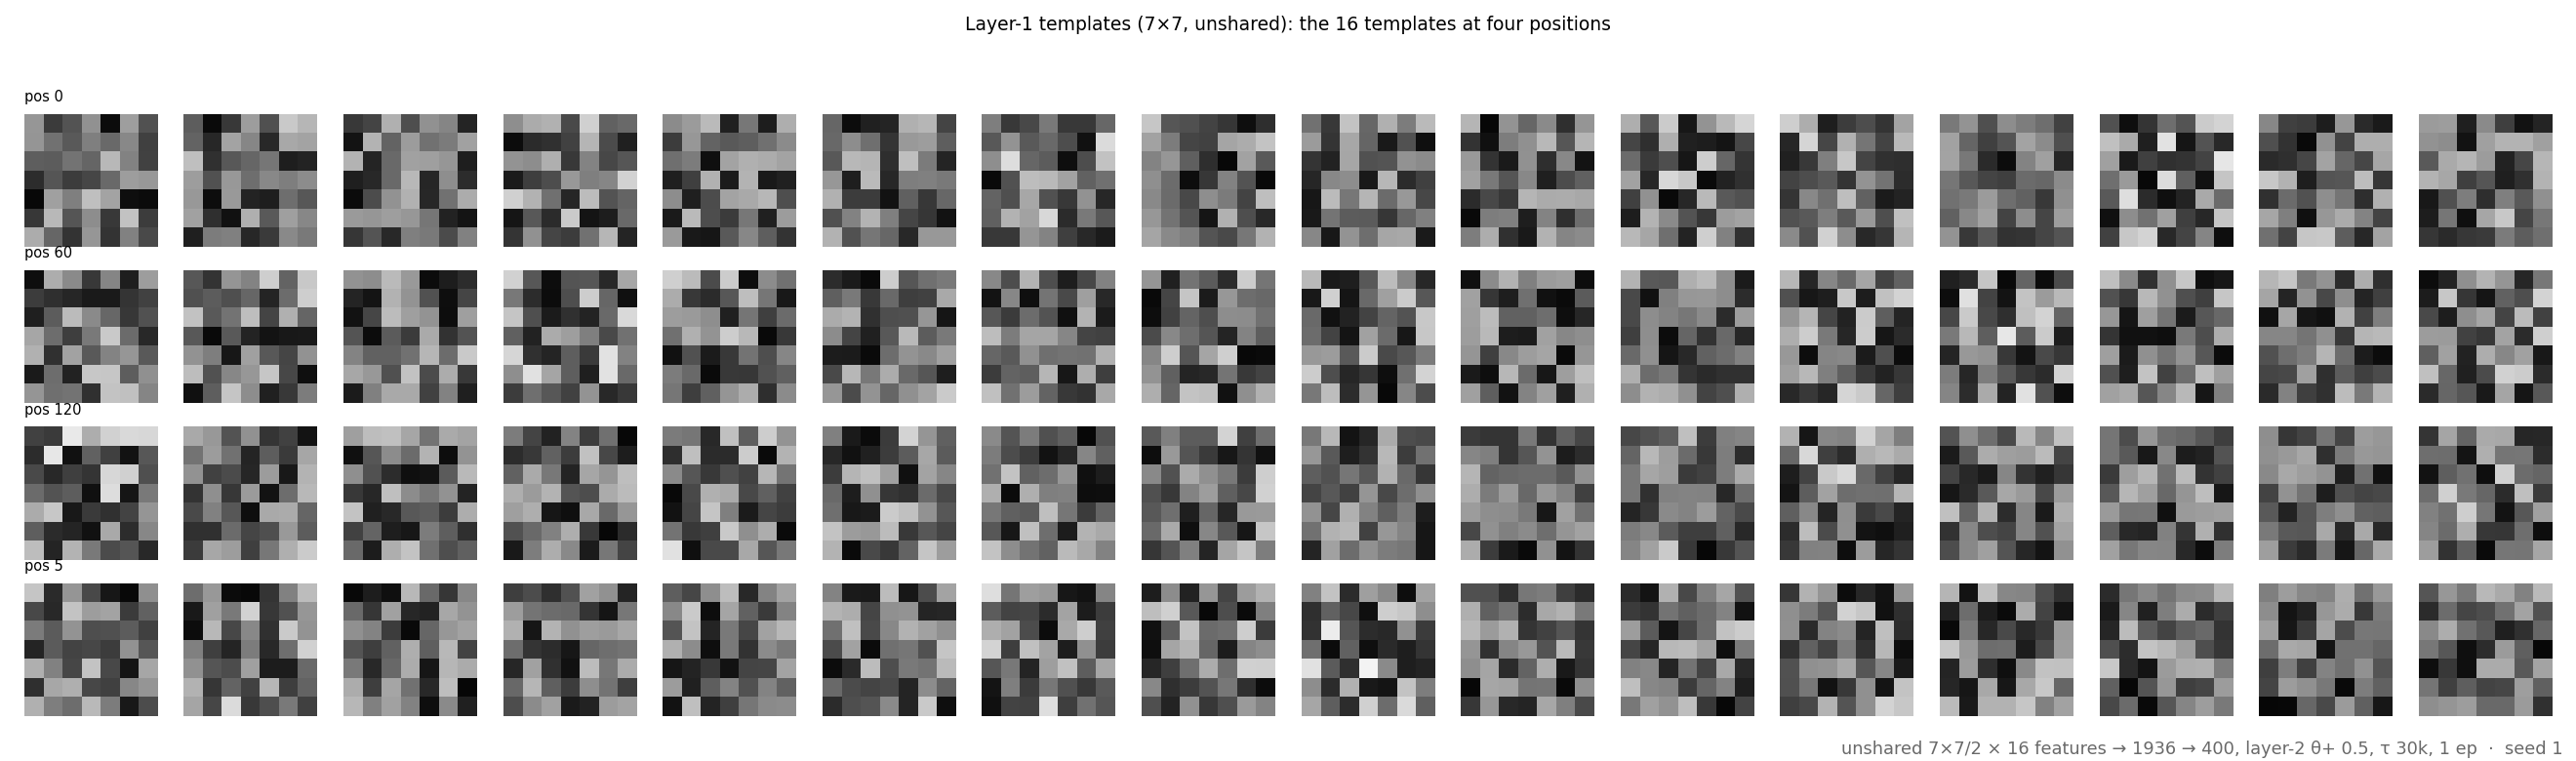 Layer-1 templates (7×7, unshared): the 16 templates at four positions
pos 0
pos 60
pos 120
pos 5
unshared 7×7/2 × 16 features → 1936 → 400, layer-2 θ+ 0.5, τ 30k, 1 ep · seed 1